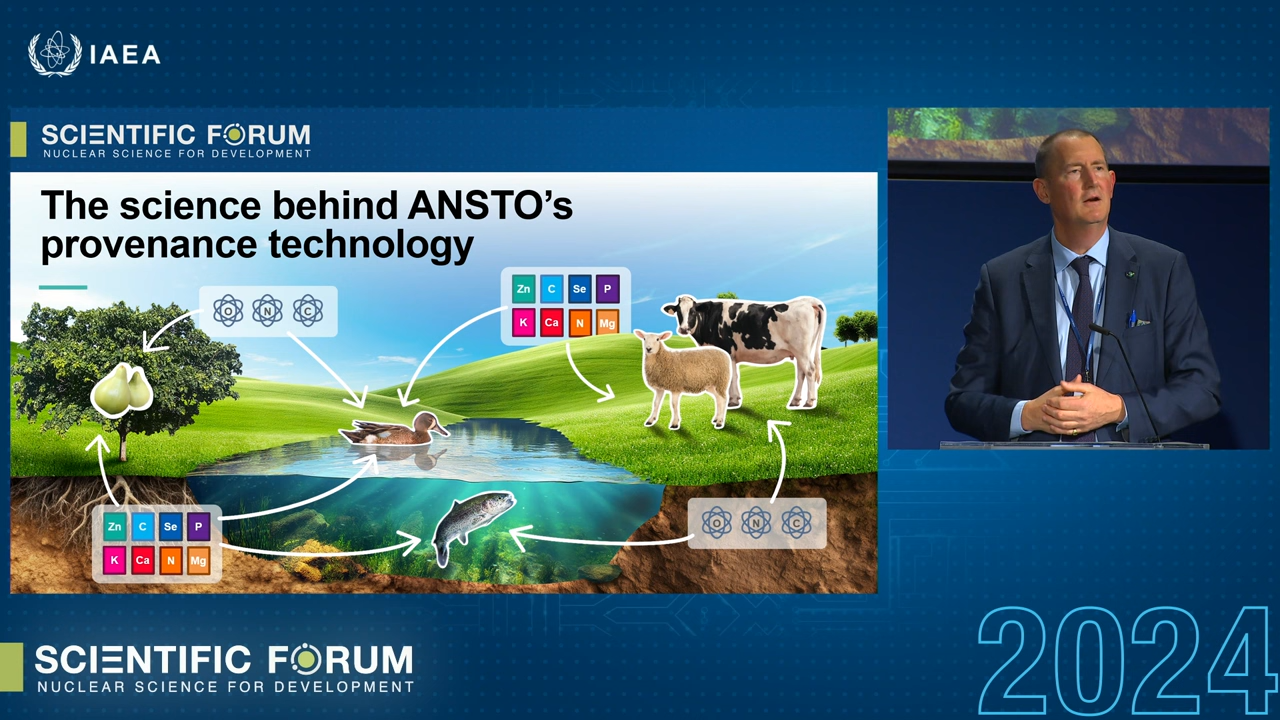 IAEA
SCIENTIFIC FORUM
NUCLEAR SCIENCE FOR DEVELOPMENT
The science behind ANSTO's
provenance technology
O N C
Zn C Se P
K Ca N Mg
Zn C Se P
K Ca N Mg
O N C
SCIENTIFIC FORUM
NUCLEAR SCIENCE FOR DEVELOPMENT
2024